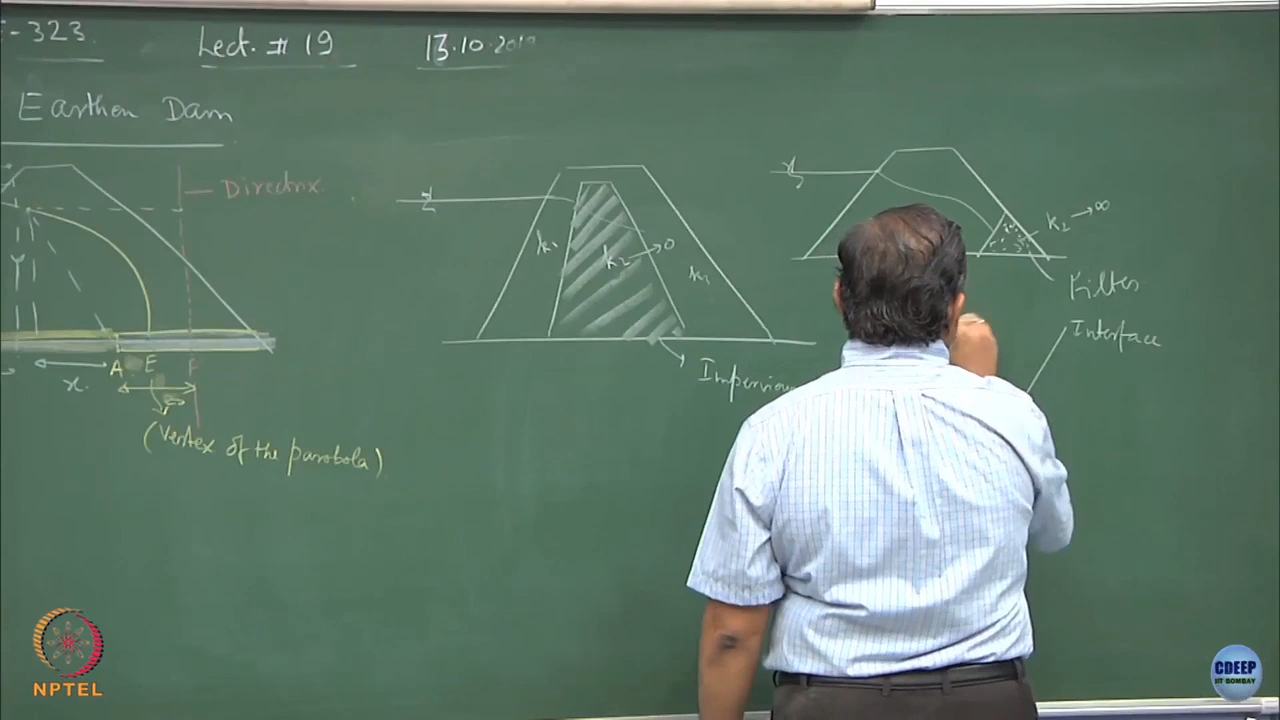 -323.
Lect. # 19
13.10.2019
Earthen Dam
Directrix
A E F
x.
(Vertex of the parabola)
k₁
k₂→0
k₁
Impervious
k₂→∞
Filter
Interface
NPTEL
CDEEP
IIT BOMBAY